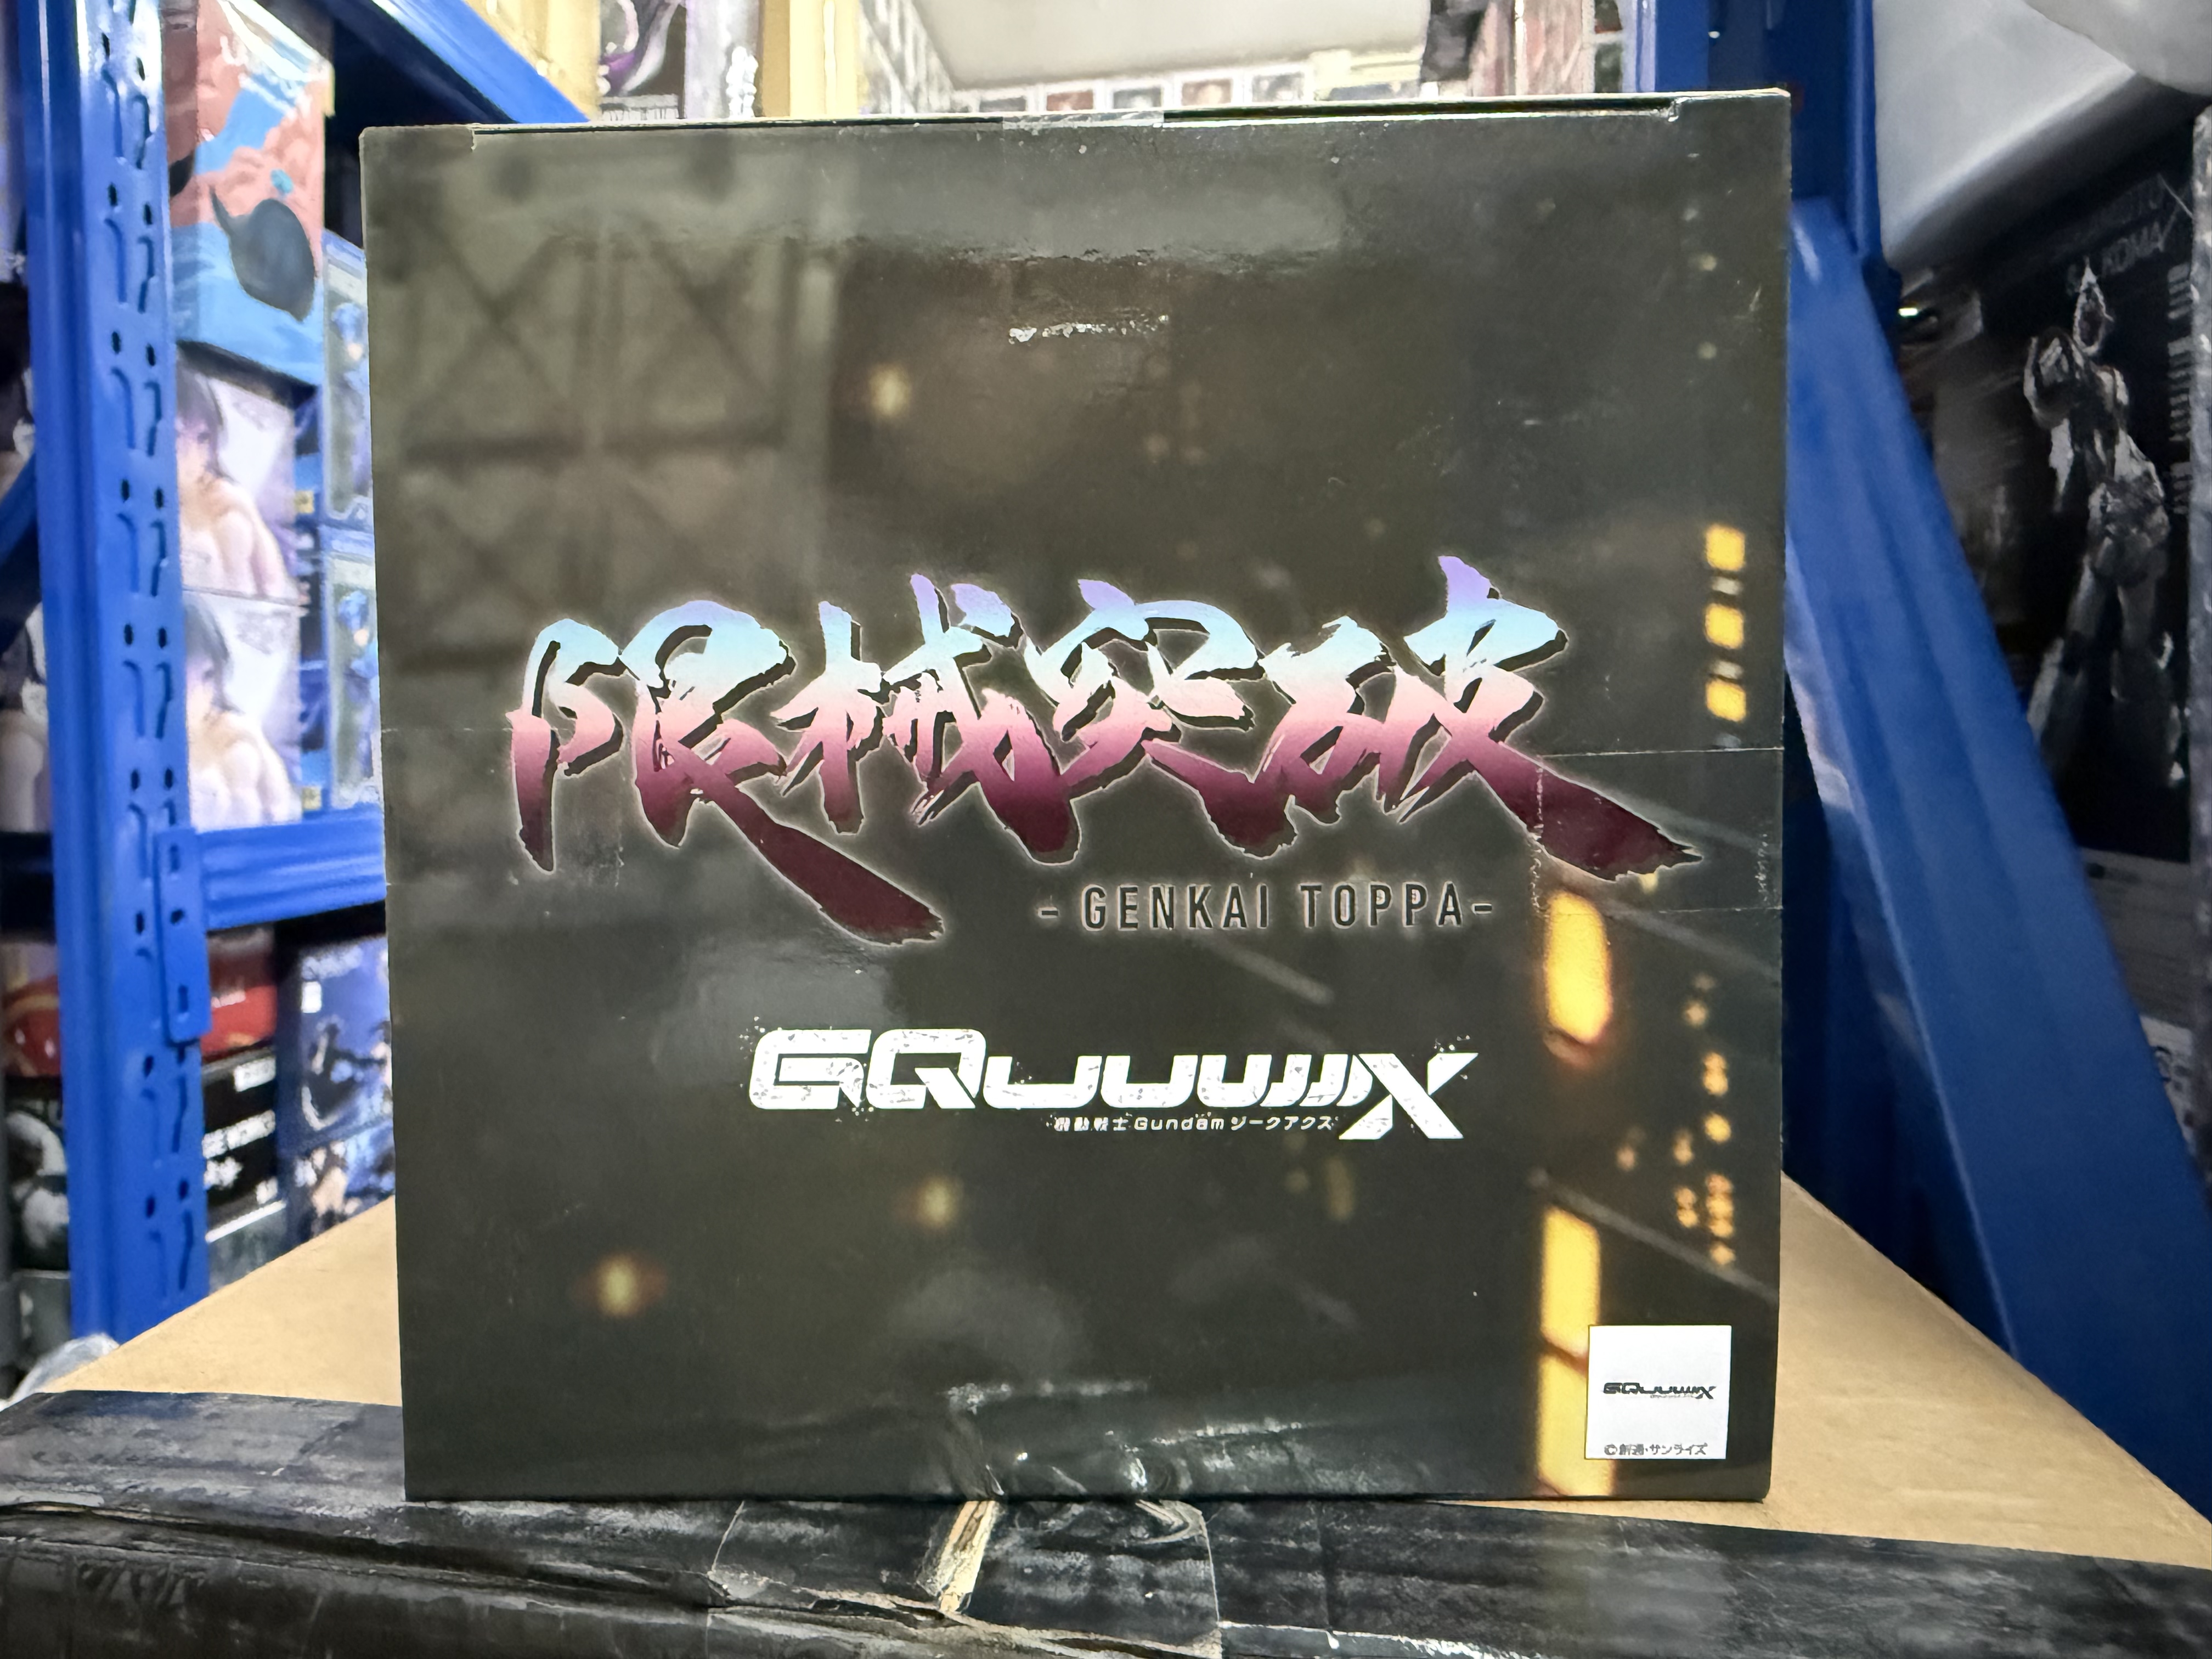 限械突破
- GENKAI TOPPA-
GQuuuuuuX
機動戦士Gundam ジークアクス
GQuuuuuuX
©創通・サンライズ